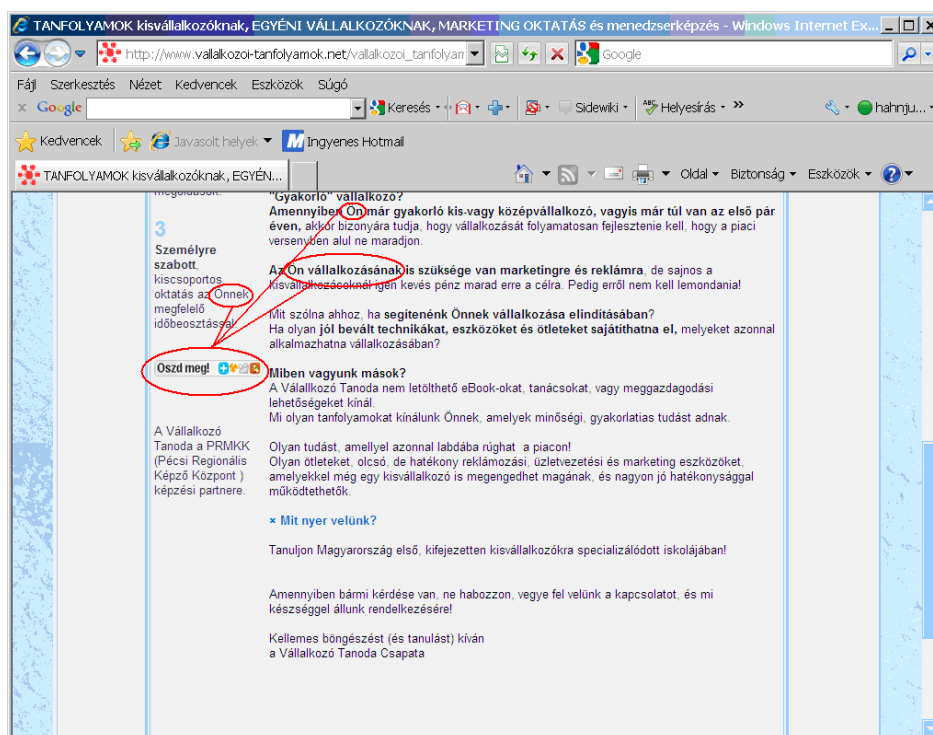 TANFOLYAMOK kisvállakozóknak, EGYÉNI VÁLLALKOZÓKNAK, MARKETING OKTATÁS és menedzserképzés - Windows Internet Ex...
http://www.vallalkozoi-tanfolyamok.net/vallalkozoi_tanfolyam
Google
Fájl Szerkesztés Nézet Kedvencek Eszközök Súgó
x Google Keresés Sidewiki Helyesírás » hahnju...
Kedvencek Javasolt helyek Ingyenes Hotmail
TANFOLYAMOK kisvállakozóknak, EGYÉN...
Oldal Biztonság Eszközök
megoldások.
3
Személyre
szabott,
kiscsoportos
oktatás az Önnek
megfelelő
időbeosztással.
Oszd meg!
A Vállalkozó
Tanoda a PRMKK
(Pécsi Regionális
Képző Központ )
képzési partnere.
"Gyakorló" vállalkozó?
Amennyiben Ön már gyakorló kis-vagy középvállalkozó, vagyis már túl van az első pár
éven, akkor bizonyára tudja, hogy vállalkozását folyamatosan fejlesztenie kell, hogy a piaci
versenyben alul ne maradjon.
Az Ön vállalkozásának is szüksége van marketingre és reklámra, de sajnos a
kisvállalkozásoknál igen kevés pénz marad erre a célra. Pedig erről nem kell lemondania!
Mit szólna ahhoz, ha segítenénk Önnek vállalkozása elindításában?
Ha olyan jól bevált technikákat, eszközöket és ötleteket sajátíthatna el, melyeket azonnal
alkalmazhatna vállalkozásában?
Miben vagyunk mások?
A Válallkozó Tanoda nem letölthető eBook-okat, tanácsokat, vagy meggazdagodási
lehetőségeket kínál.
Mi olyan tanfolyamokat kínálunk Önnek, amelyek minőségi, gyakorlatias tudást adnak.
Olyan tudást, amellyel azonnal labdába rúghat a piacon!
Olyan ötleteket, olcsó, de hatékony reklámozási, üzletvezetési és marketing eszközöket,
amelyekkel még egy kisvállalkozó is megengedhet magának, és nagyon jó hatékonysággal
működtethetők.
× Mit nyer velünk?
Tanuljon Magyarország első, kifejezetten kisvállalkozókra specializálódott iskolájában!
Amennyiben bármi kérdése van, ne habozzon, vegye fel velünk a kapcsolatot, és mi
készséggel állunk rendelkezésére!
Kellemes böngészést (és tanulást) kíván
a Vállalkozó Tanoda Csapata